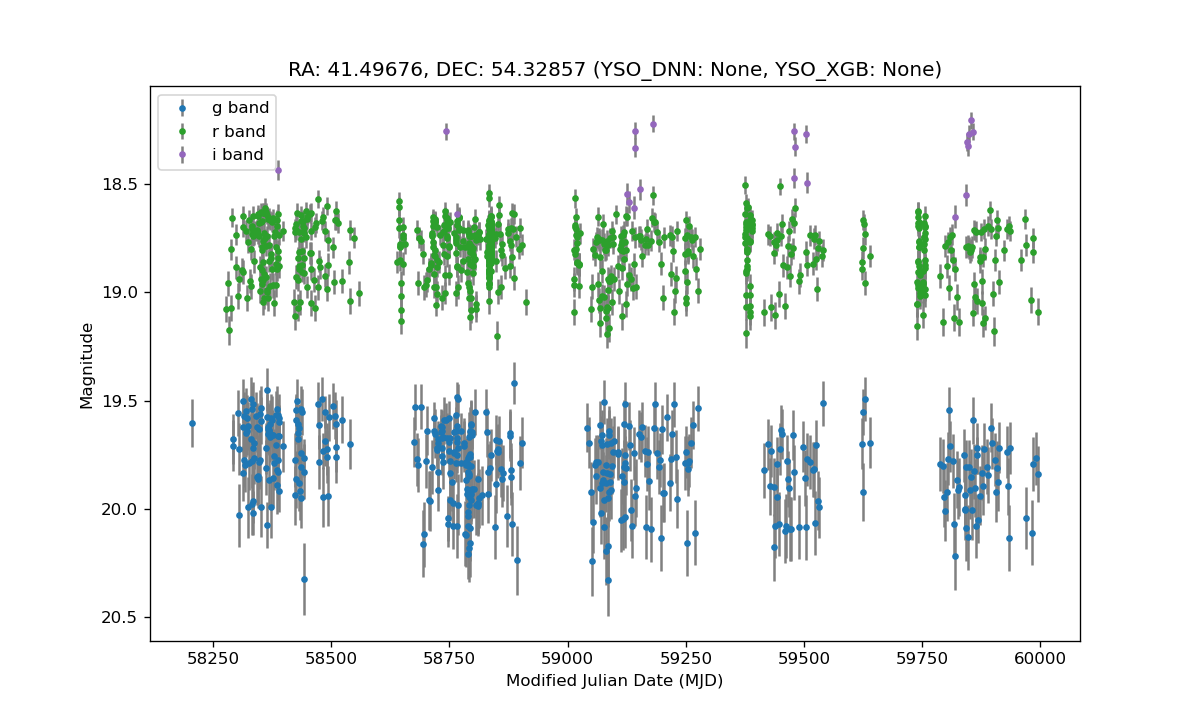 RA: 41.49676, DEC: 54.32857 (YSO_DNN: None, YSO_XGB: None)
g band
r band
i band
18.5
19.0
19.5
20.0
20.5
Magnitude
58250 58500 58750 59000 59250 59500 59750 60000
Modified Julian Date (MJD)